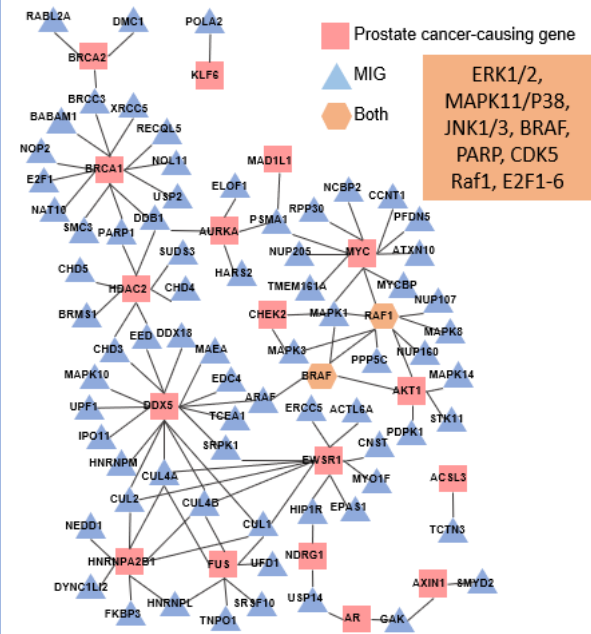 RABL2A
DMC1
POLA2
BRCA2
KLF6
Prostate cancer-causing gene
MIG
Both
ERK1/2,
MAPK11/P38,
JNK1/3, BRAF,
PARP, CDK5
Raf1, E2F1-6
BRCC3
XRCC5
BABAM1
RECQL5
NOP2
NOL11
BRCA1
E2F1
USP2
NAT10
DDB1
SMC3
PARP1
MAD1L1
ELOF1
NCBP2
CCNT1
RPP30
PSMA1
PFDN5
AURKA
MYC
NUP205
ATXN10
SUDS3
CHD5
HARS2
TMEM161A
MYCBP
HDAC2
CHD4
NUP107
BRMS1
CHEK2
MAPK1
RAF1
MAPK8
EED
DDX18
CHD3
MAEA
MAPK3
PPP5C
NUP160
MAPK10
EDC4
BRAF
MAPK14
AKT1
ARAF
UPF1
DDX5
TCEA1
ERCC5
ACTL6A
STK11
IPO11
SRPK1
CNST
PDPK1
HNRNPM
EWSR1
CUL4A
MYO1F
ACSL3
CUL2
CUL4B
HIP1R
EPAS1
NEDD1
CUL1
TCTN3
HNRNPA2B1
FUS
UFD1
NDRG1
DYNC1LI2
AXIN1
SMYD2
FKBP3
HNRNPL
SRSF10
USP14
TNPO1
AR
GAK